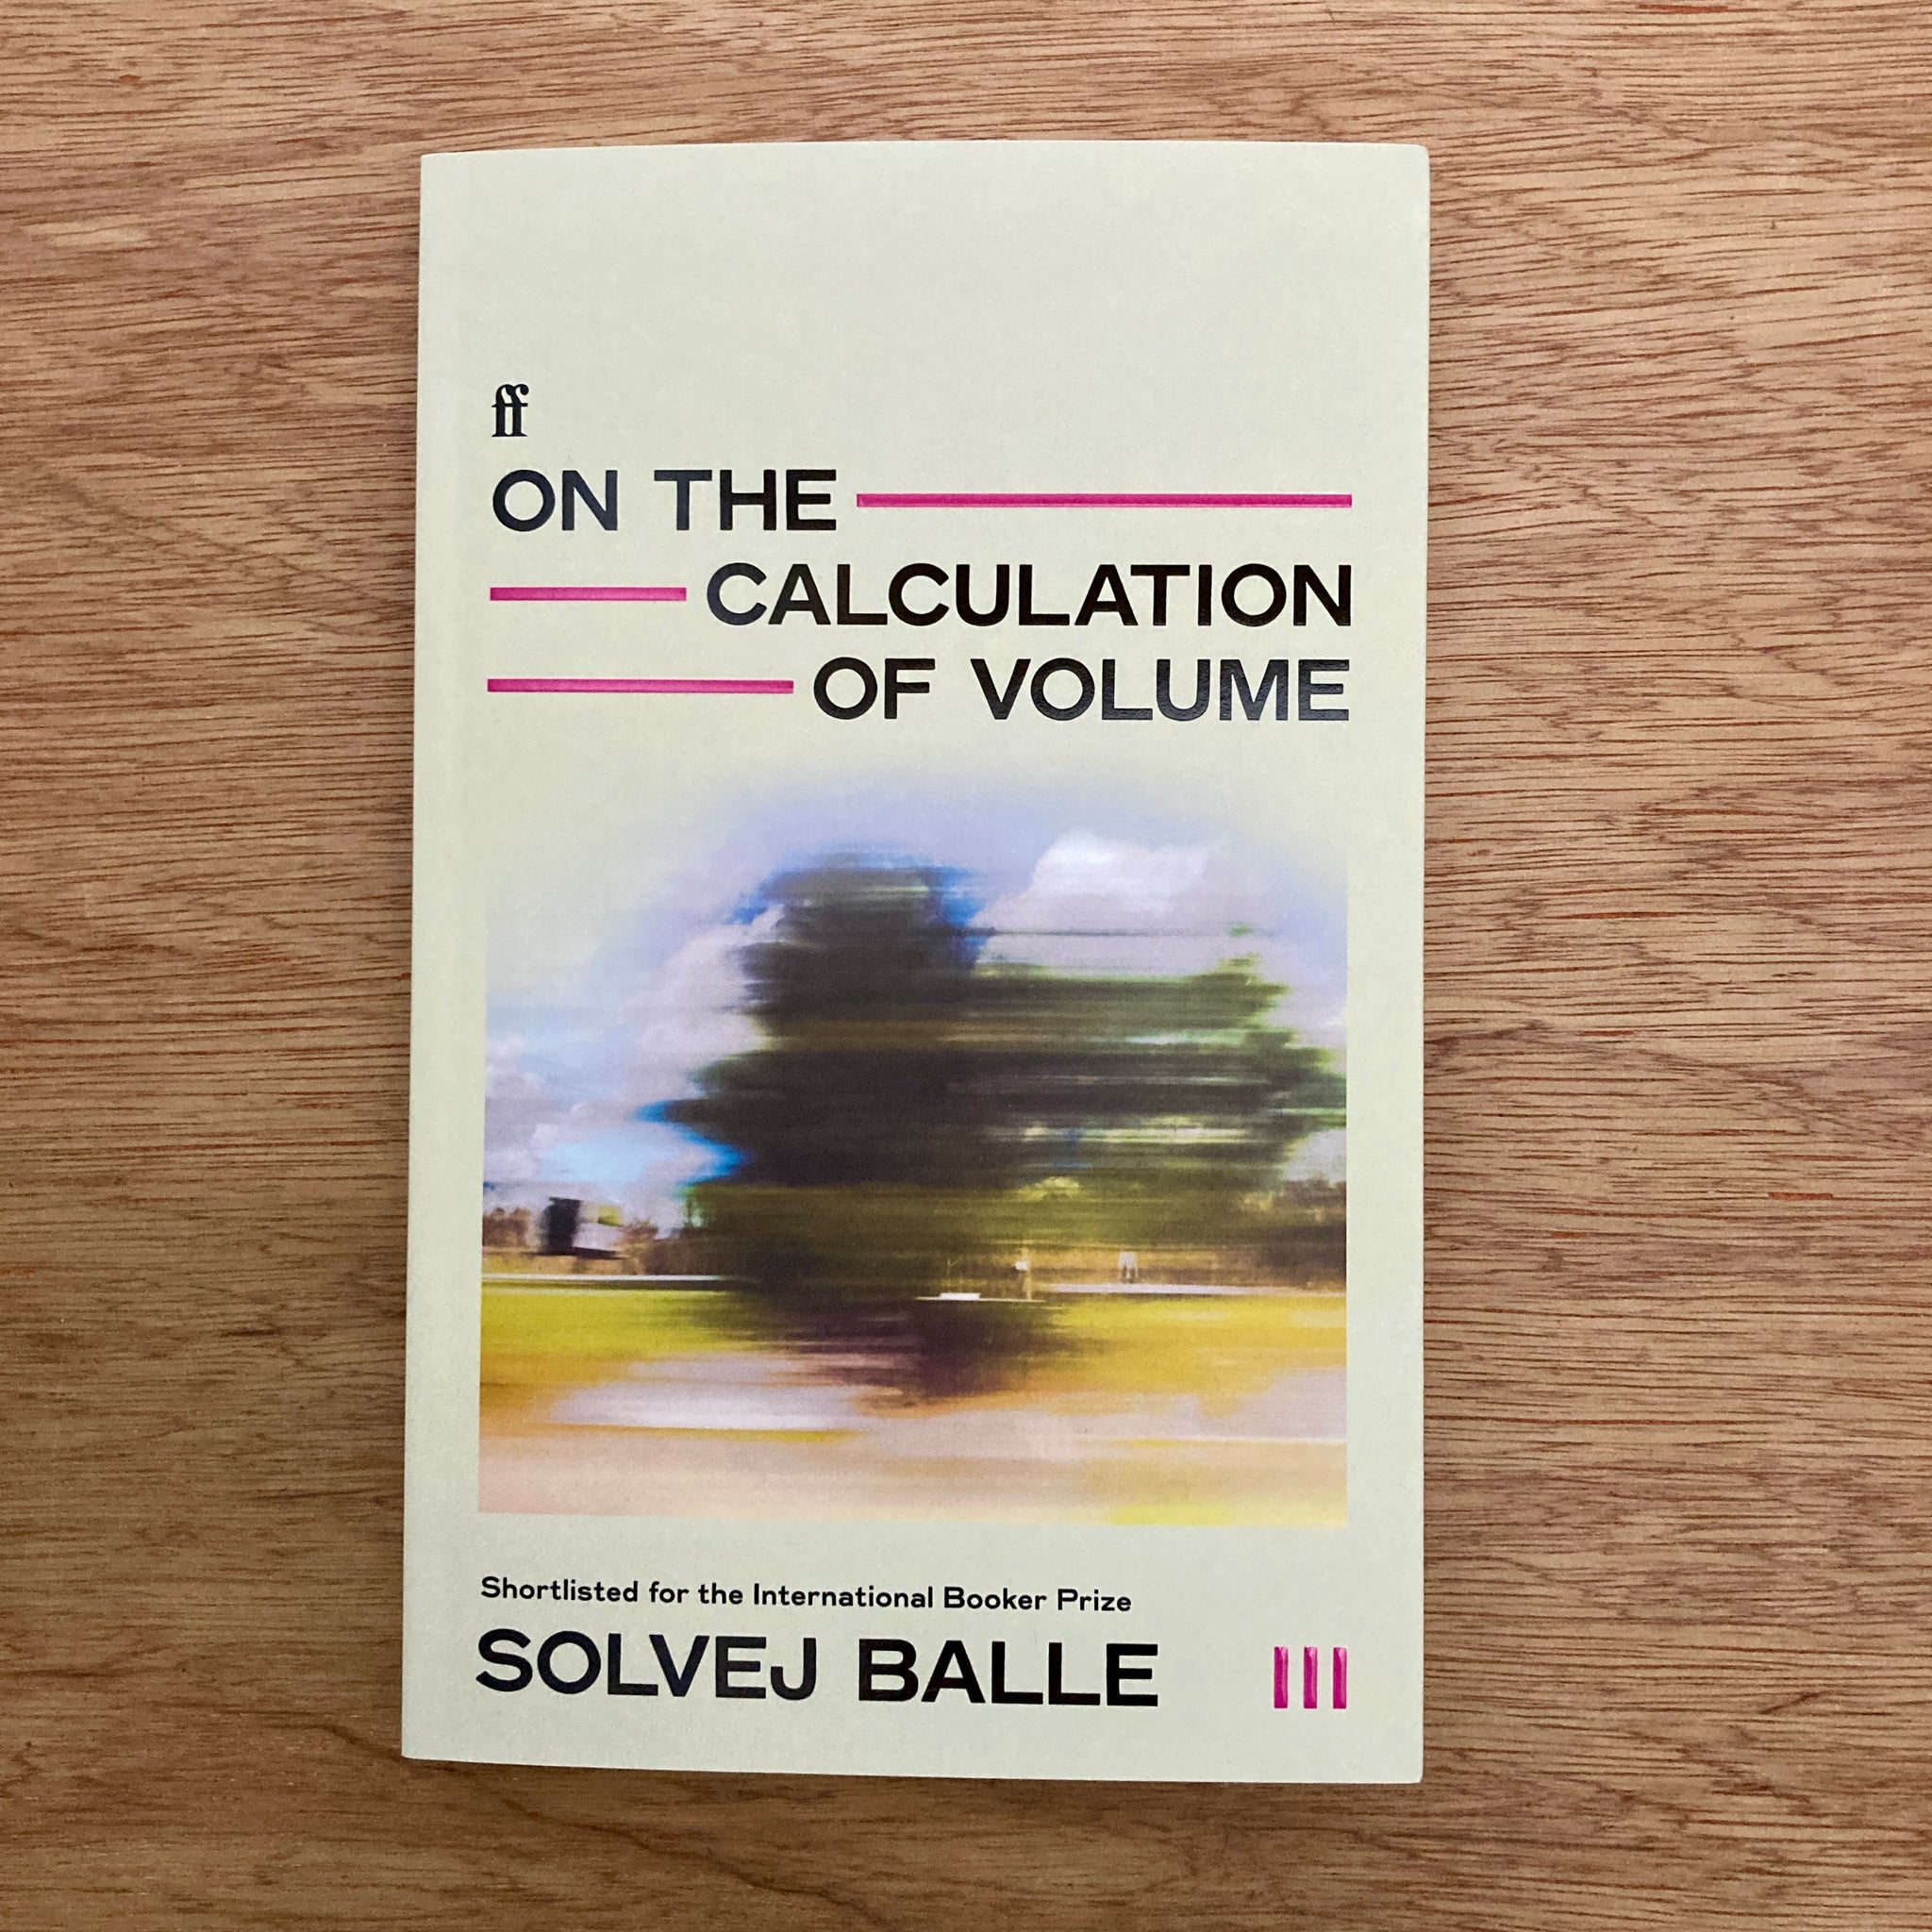 ff
ON THE
CALCULATION
OF VOLUME
Shortlisted for the International Booker Prize
SOLVEJ BALLE
III